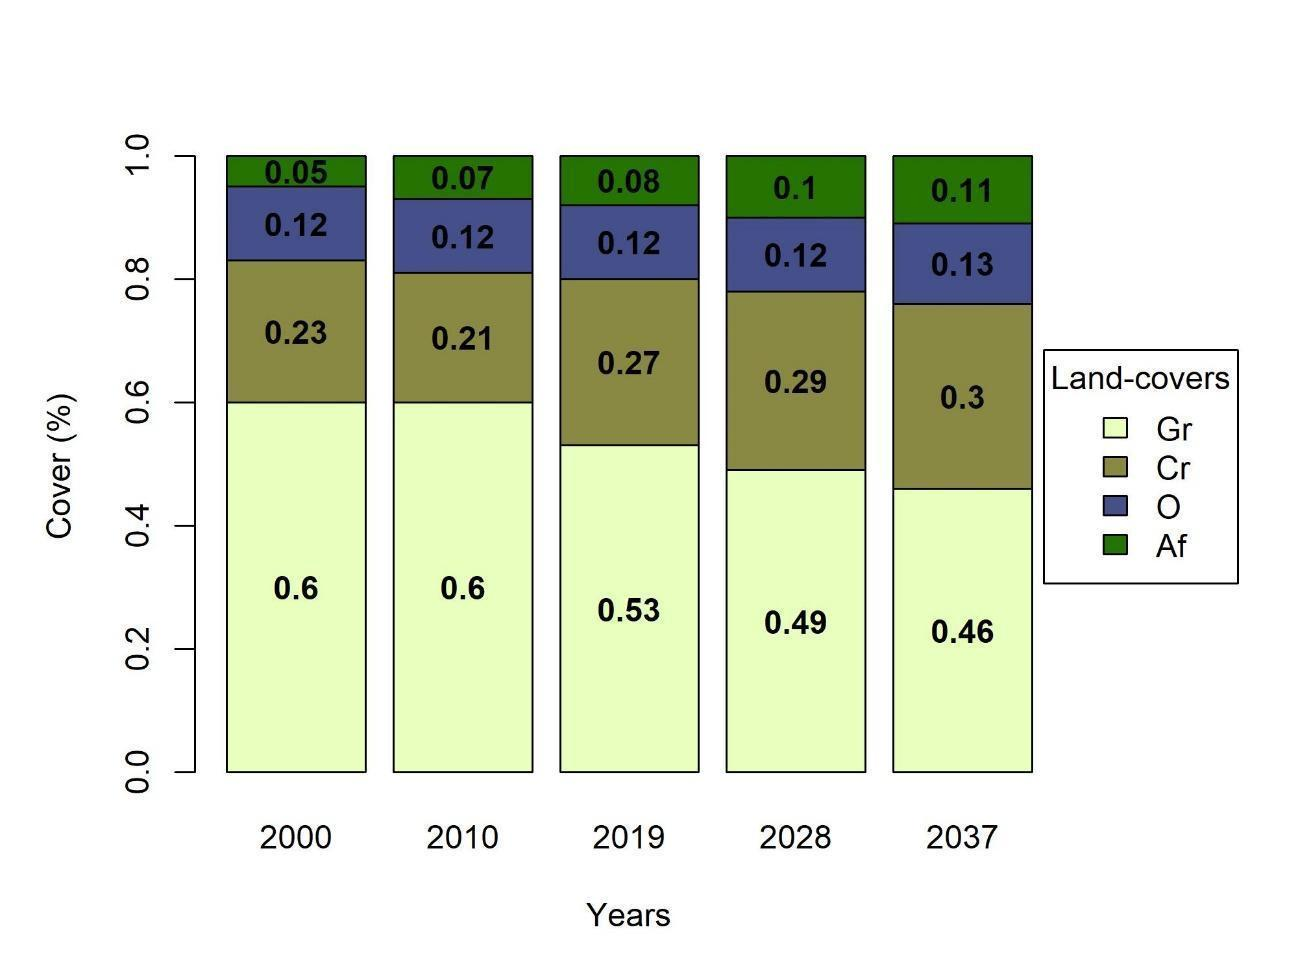 Cover (%)
1.0
0.8
0.6
0.4
0.2
0.0
0.05 0.07 0.08 0.1 0.11
0.12 0.12 0.12 0.12 0.13
0.23 0.21 0.27 0.29 0.3
0.6 0.6 0.53 0.49 0.46
2000 2010 2019 2028 2037
Years
Land-covers
Gr
Cr
O
Af